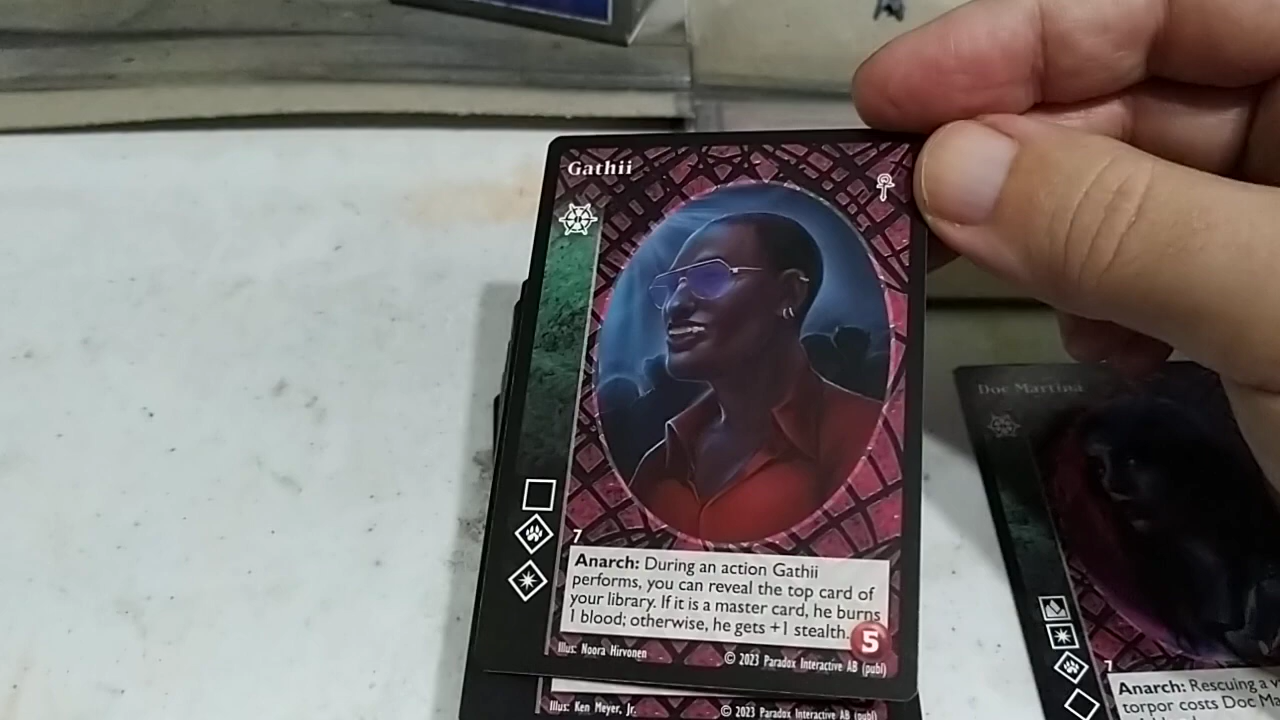 Gathii
7
Anarch: During an action Gathii
performs, you can reveal the top card of
your library. If it is a master card, he burns
1 blood; otherwise, he gets +1 stealth.
5
Illus: Noora Hirvonen
© 2023 Paradox Interactive AB (publ)
Illus: Ken Meyer, Jr.
© 2023 Paradox Interactive AB (publ)
Doc Martina
7
Anarch: Rescuing a
torpor costs Doc